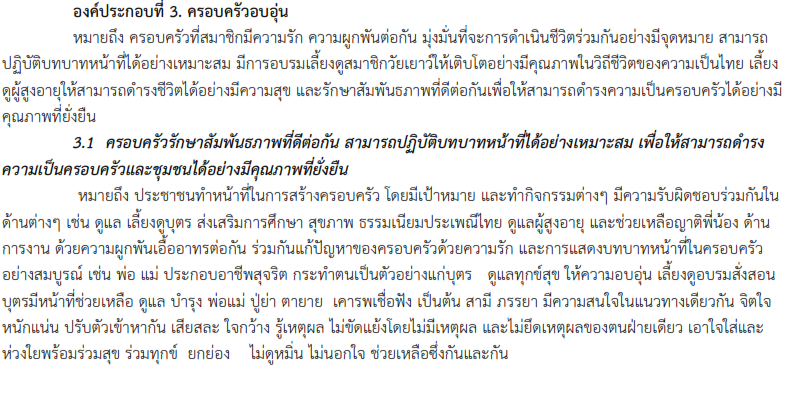 องค์ประกอบที่ 3. ครอบครัวอบอุ่น
หมายถึง ครอบครัวที่สมาชิกมีความรัก ความผูกพันต่อกัน มุ่งมั่นที่จะการดำเนินชีวิตร่วมกันอย่างมีจุดหมาย สามารถ
ปฏิบัติบทบาทหน้าที่ได้อย่างเหมาะสม มีการอบรมเลี้ยงดูสมาชิกวัยเยาว์ให้เติบโตอย่างมีคุณภาพในวิถีชีวิตของความเป็นไทย เลี้ยง
ดูผู้สูงอายุให้สามารถดำรงชีวิตได้อย่างมีความสุข และรักษาสัมพันธภาพที่ดีต่อกันเพื่อให้สามารถดำรงความเป็นครอบครัวได้อย่างมี
คุณภาพที่ยั่งยืน
3.1 ครอบครัวรักษาสัมพันธภาพที่ดีต่อกัน สามารถปฏิบัติบทบาทหน้าที่ได้อย่างเหมาะสม เพื่อให้สามารถดำรง
ความเป็นครอบครัวและชุมชนได้อย่างมีคุณภาพที่ยั่งยืน
หมายถึง ประชาชนทำหน้าที่ในการสร้างครอบครัว โดยมีเป้าหมาย และทำกิจกรรมต่างๆ มีความรับผิดชอบร่วมกันใน
ด้านต่างๆ เช่น ดูแล เลี้ยงดูบุตร ส่งเสริมการศึกษา สุขภาพ ธรรมเนียมประเพณีไทย ดูแลผู้สูงอายุ และช่วยเหลือญาติพี่น้อง ด้าน
การงาน ด้วยความผูกพันเอื้ออาทรต่อกัน ร่วมกันแก้ปัญหาของครอบครัวด้วยความรัก และการแสดงบทบาทหน้าที่ในครอบครัว
อย่างสมบูรณ์ เช่น พ่อ แม่ ประกอบอาชีพสุจริต กระทำตนเป็นตัวอย่างแก่บุตร ดูแลทุกข์สุข ให้ความอบอุ่น เลี้ยงดูอบรมสั่งสอน
บุตรมีหน้าที่ช่วยเหลือ ดูแล บำรุง พ่อแม่ ปู่ย่า ตายาย เคารพเชื่อฟัง เป็นต้น สามี ภรรยา มีความสนใจในแนวทางเดียวกัน จิตใจ
หนักแน่น ปรับตัวเข้าหากัน เสียสละ ใจกว้าง รู้เหตุผล ไม่ขัดแย้งโดยไม่มีเหตุผล และไม่ยึดเหตุผลของตนฝ่ายเดียว เอาใจใส่และ
ห่วงใยพร้อมร่วมสุข ร่วมทุกข์ ยกย่อง ไม่ดูหมิ่น ไม่นอกใจ ช่วยเหลือซึ่งกันและกัน